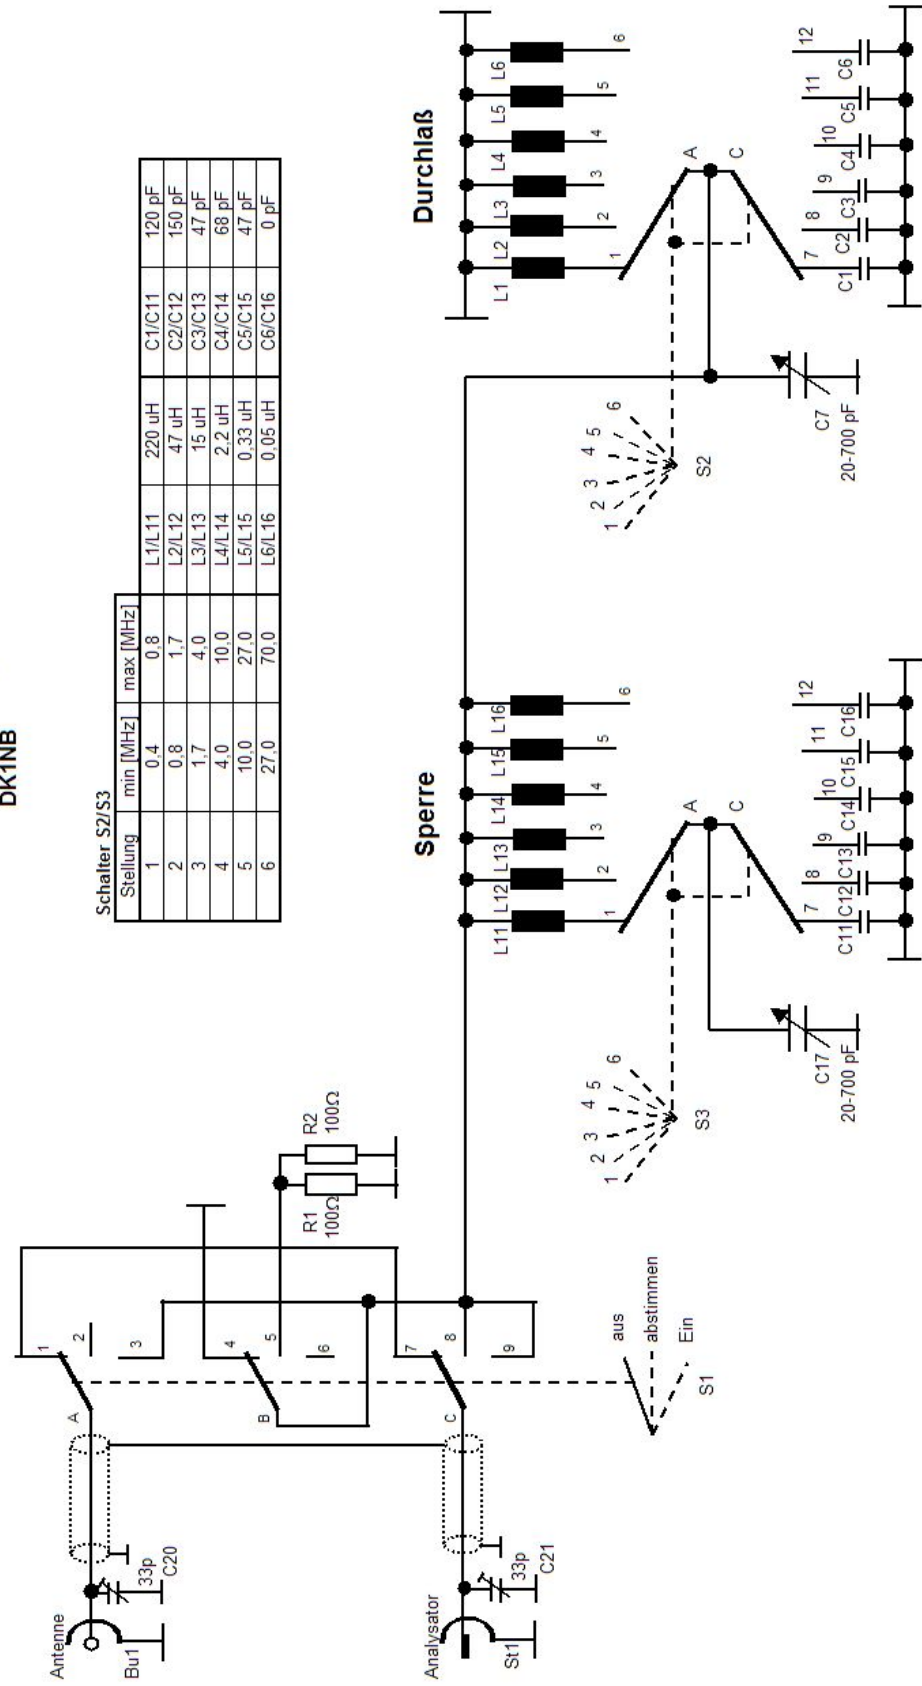 DK1NB
Schalter S2/S3
Stellung min [MHz] max [MHz]
1 0,4 0,8 L1/L11 220 uH C1/C11 120 pF
2 0,8 1,7 L2/L12 47 uH C2/C12 150 pF
3 1,7 4,0 L3/L13 15 uH C3/C13 47 pF
4 4,0 10,0 L4/L14 2,2 uH C4/C14 68 pF
5 10,0 27,0 L5/L15 0,33 uH C5/C15 47 pF
6 27,0 70,0 L6/L16 0,05 uH C6/C16 0 pF
Antenne
Bu1
33p
C20
A
1
2
3
B
4
5
6
R1
100Ω
R2
100Ω
Analysator
St1
33p
C21
C
7
8
9
aus
abstimmen
Ein
S1
Sperre
L11 L12 L13 L14 L15 L16
1 2 3 4 5 6
A
C
1 2 3 4 5 6
S3
C17
20-700 pF
7 8 9 10 11 12
C11 C12 C13 C14 C15 C16
Durchlaß
L1 L2 L3 L4 L5 L6
1 2 3 4 5 6
A
C
1 2 3 4 5 6
S2
C7
20-700 pF
7 8 9 10 11 12
C1 C2 C3 C4 C5 C6